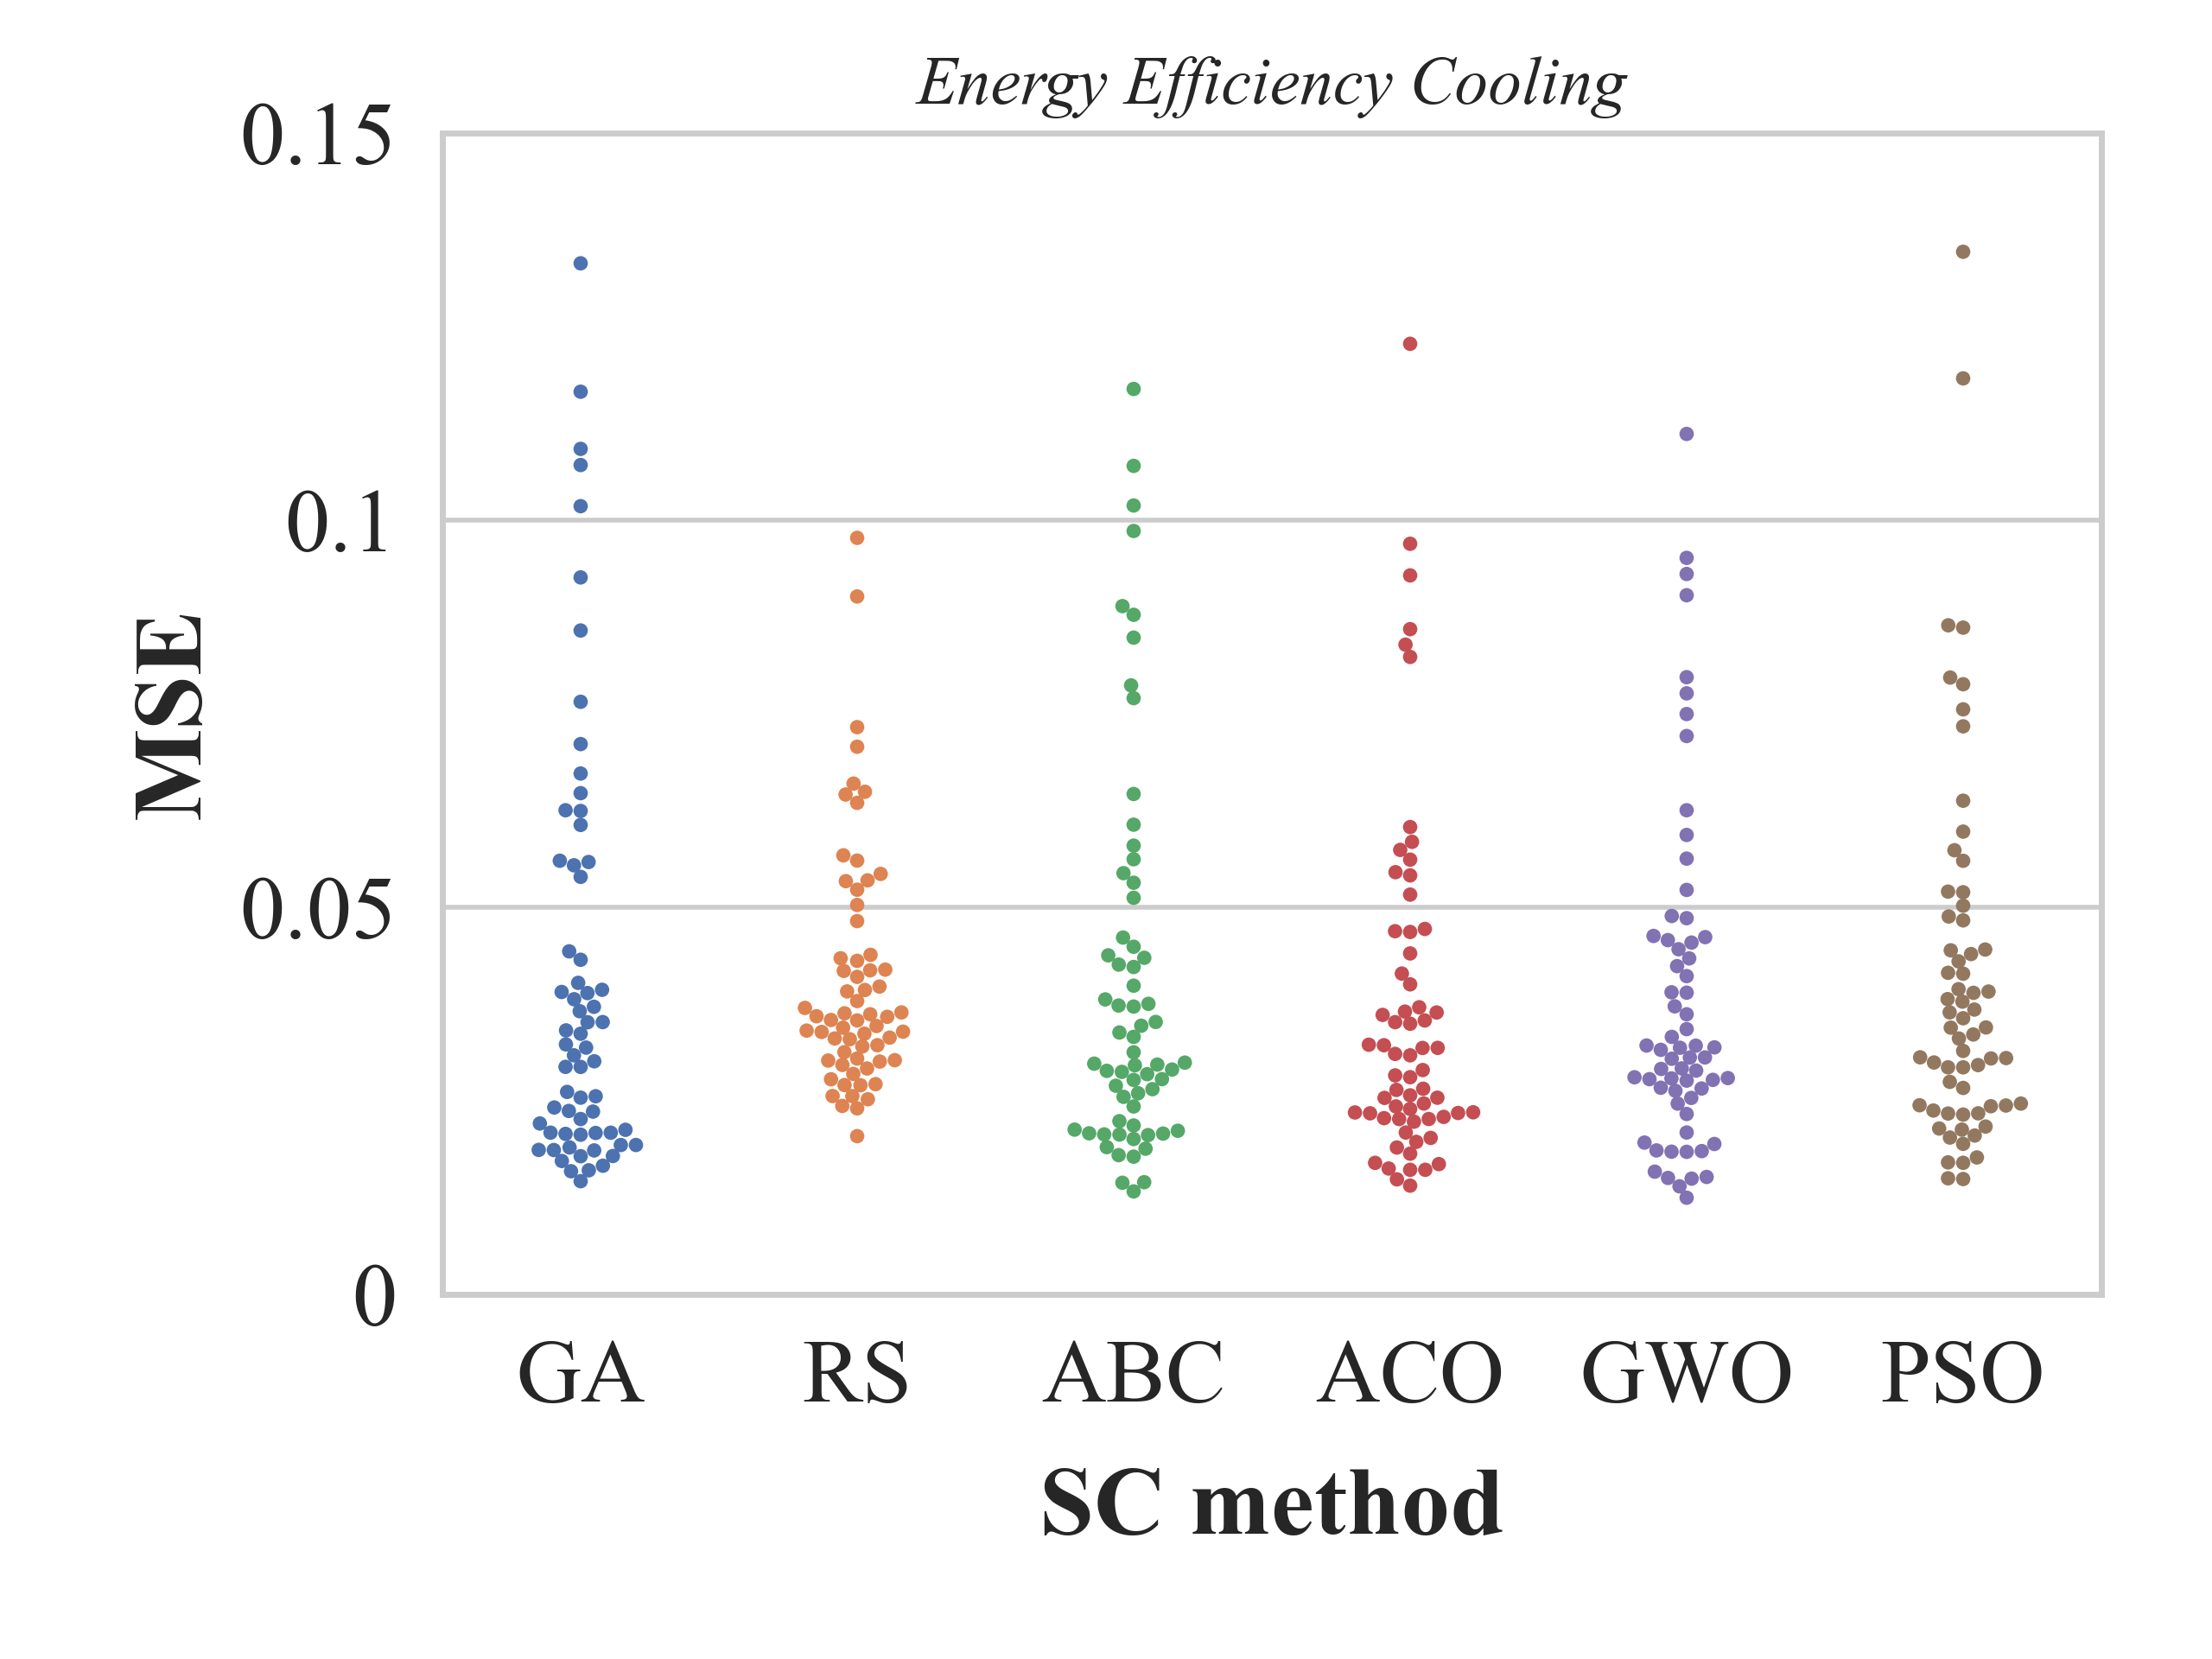 Energy Efficiency Cooling
0.15
0.1
0.05
0
MSE
GA RS ABC ACO GWO PSO
SC method